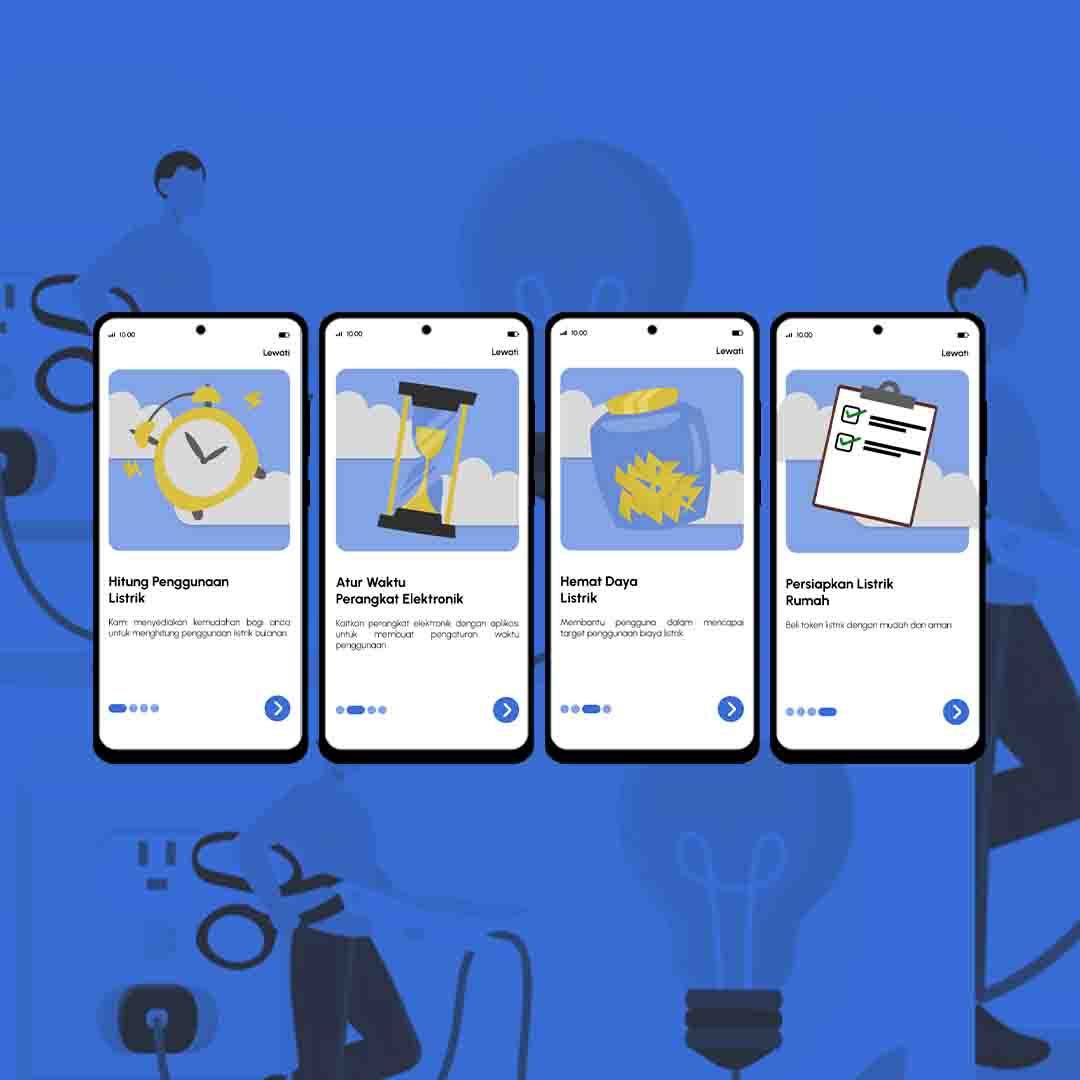 10.00
Lewati
Hitung Penggunaan
Listrik
Kami menyediakan kemudahan bagi anda
untuk menghitung penggunaan listrik bulanan.
10.00
Lewati
Atur Waktu
Perangkat Elektronik
Kaitkan perangkat elektronik dengan aplikasi
untuk membuat pengaturan waktu
penggunaan.
10.00
Lewati
Hemat Daya
Listrik
Membantu pengguna dalam mencapai
target penggunaan biaya listrik.
10.00
Lewati
Persiapkan Listrik
Rumah
Beli token listrik dengan mudah dan aman.